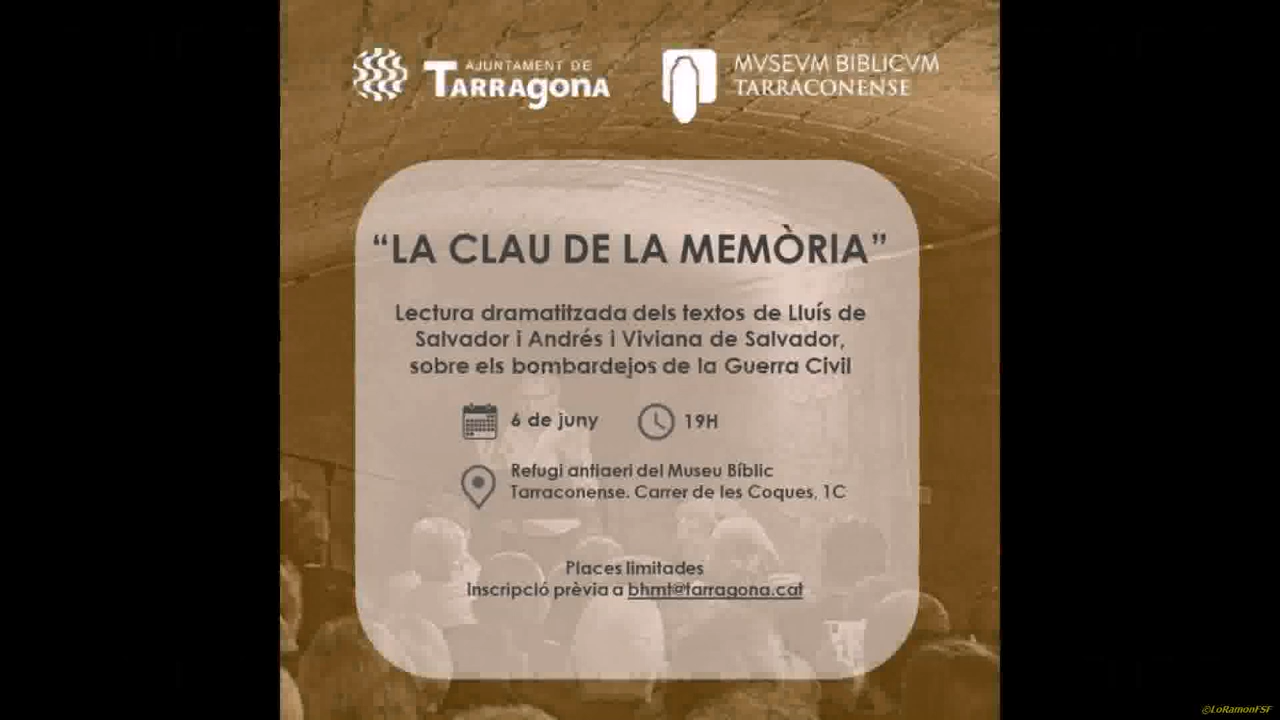 AJUNTAMENT DE
TARRAGONA
MVSEVM BIBLICVM
TARRACONENSE
“LA CLAU DE LA MEMÒRIA”
Lectura dramatitzada dels textos de Lluís de
Salvador i Andrés i Viviana de Salvador,
sobre els bombardejos de la Guerra Civil
6 de juny
19H
Refugi antiaeri del Museu Bíblic
Tarraconense. Carrer de les Coques, 1C
Places limitades
Inscripció prèvia a bhmt@tarragona.cat
©LoRamonFSF